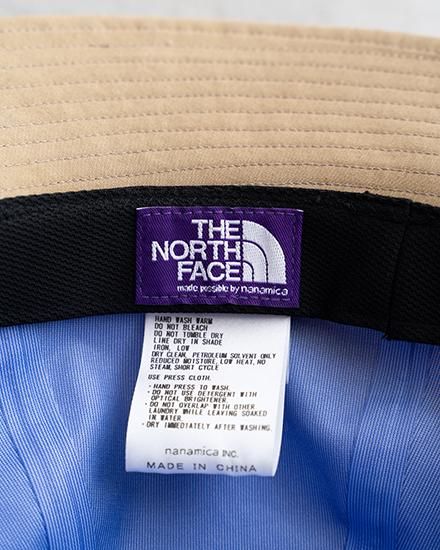 THE
NORTH
FACE
made possible by nanamica
HAND WASH WARM
DO NOT BLEACH
DO NOT TUMBLE DRY
LINE DRY IN SHADE
IRON, LOW
DRY CLEAN, PETROLEUM SOLVENT ONLY
REDUCED MOISTURE, LOW HEAT, NO
STEAM, SHORT CYCLE
USE PRESS CLOTH.
・HAND PRESS TO WASH.
・DO NOT USE DETERGENT WITH
OPTICAL BRIGHTENER.
・DO NOT OVERLAP WITH OTHER
LAUNDRY WHILE LEAVING SOAKED
IN WATER.
・DRY IMMEDIATELY AFTER WASHING.
nanamica INC.
MADE IN CHINA